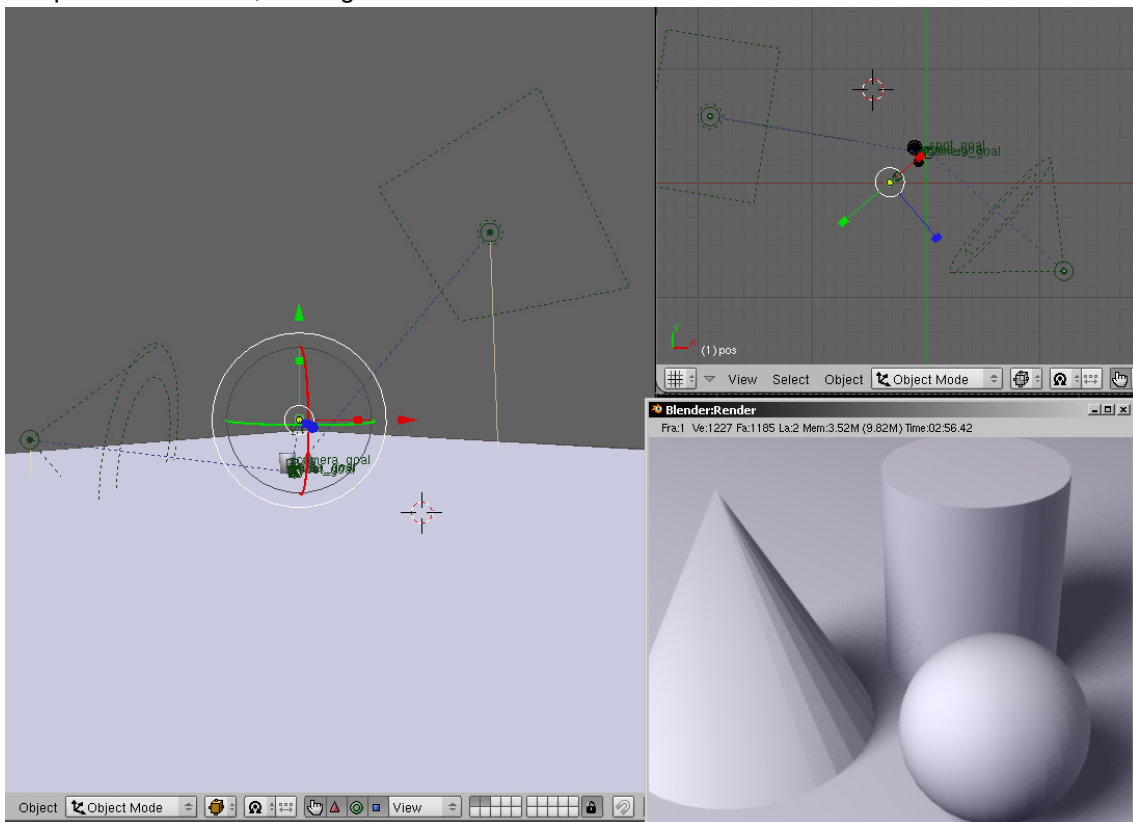 spot_goal
camera_goal
y
x
(1) pos
View Select Object Object Mode
camera_goal
Blender:Render
Fra:1 Ve:1227 Fa:1185 La:2 Mem:3.52M (9.82M) Time:02:56.42
Object Object Mode View